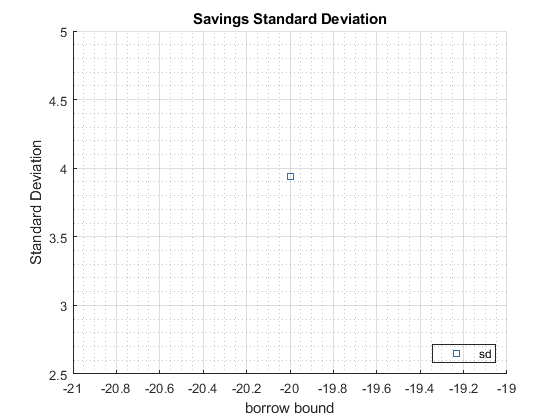 Savings Standard Deviation
Standard Deviation
5
4.5
4
3.5
3
2.5
-21 -20.8 -20.6 -20.4 -20.2 -20 -19.8 -19.6 -19.4 -19.2 -19
borrow bound
sd